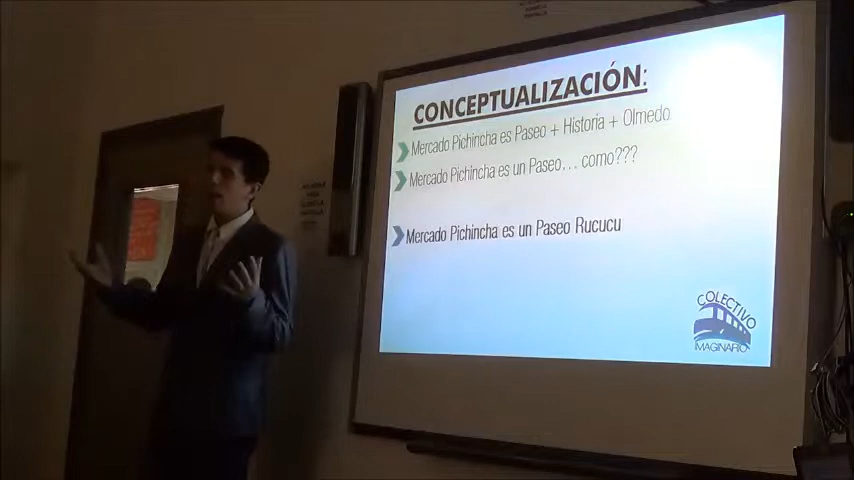 CONCEPTUALIZACIÓN:
Mercado Pichincha es Paseo + Historia + Olmedo
Mercado Pichincha es un Paseo... como???
Mercado Pichincha es un Paseo Rucucu
COLECTIVO
IMAGINARIO